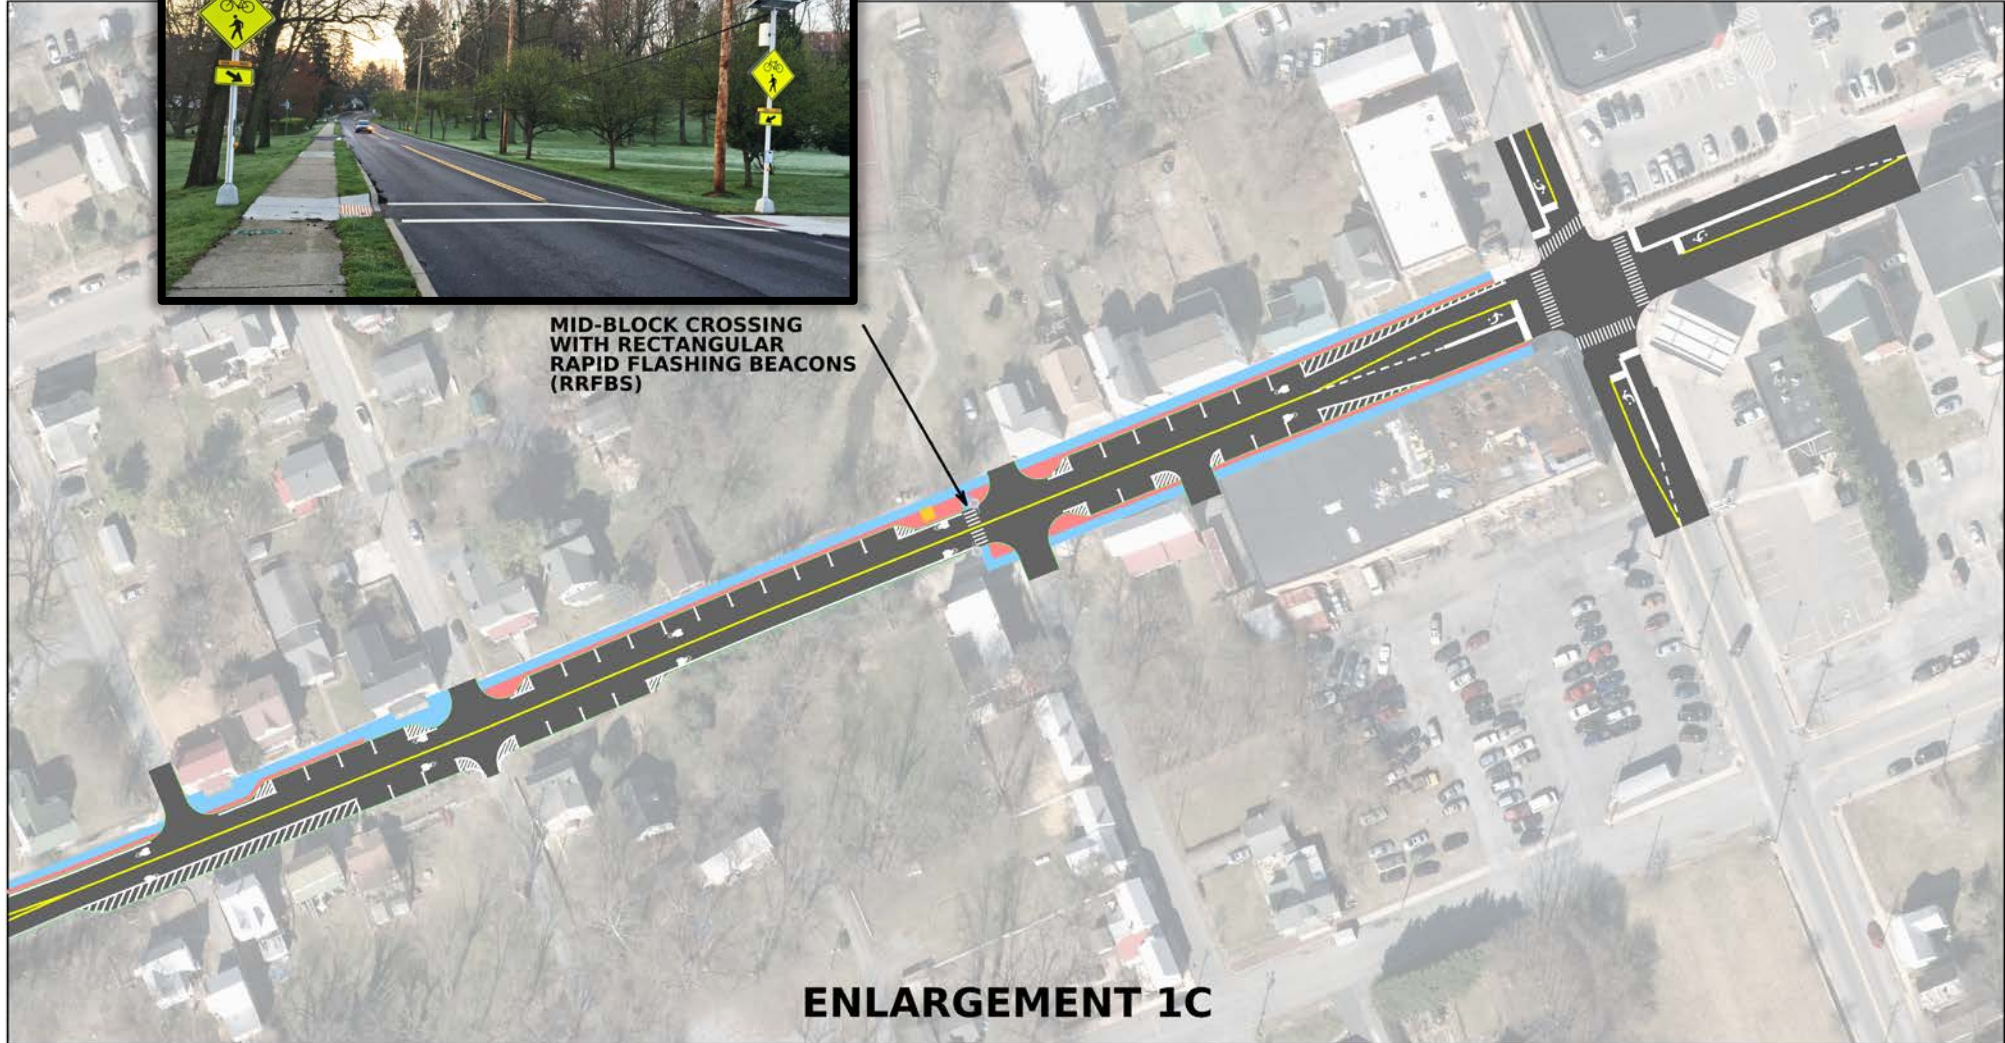 MID-BLOCK CROSSING
WITH RECTANGULAR
RAPID FLASHING BEACONS
(RRFBS)
ENLARGEMENT 1C